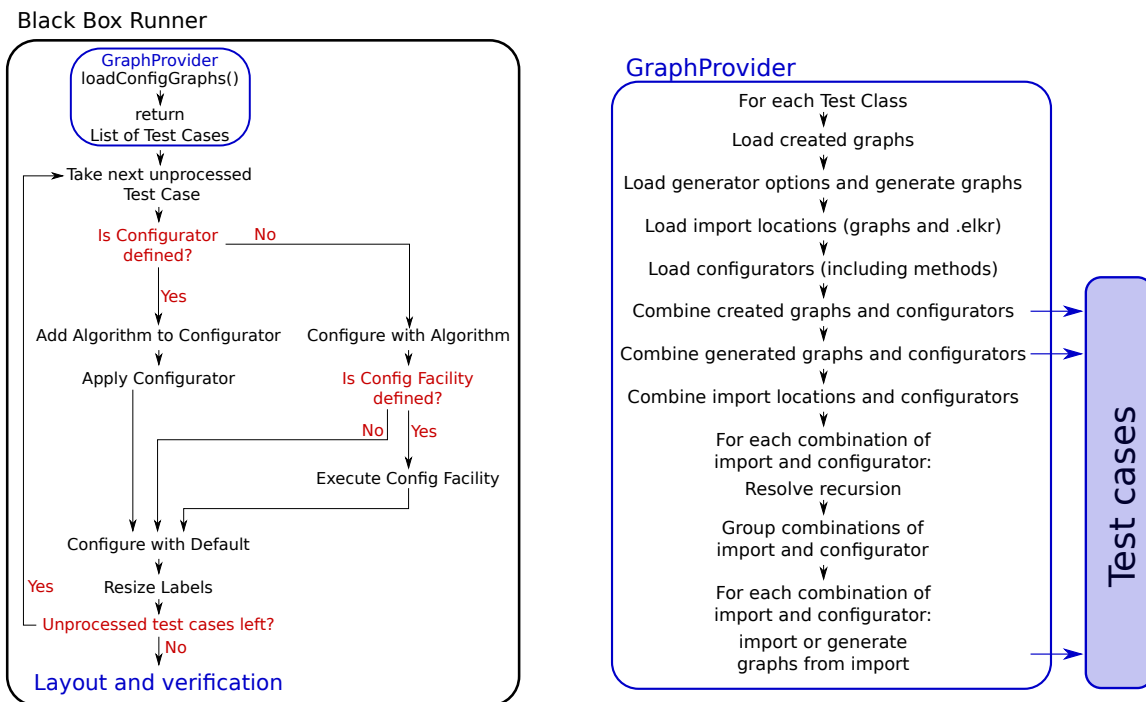 Black Box Runner
GraphProvider
loadConfigGraphs()
return
List of Test Cases
Take next unprocessed
Test Case
Is Configurator
defined?
No
Yes
Add Algorithm to Configurator
Configure with Algorithm
Apply Configurator
Is Config Facility
defined?
No
Yes
Execute Config Facility
Configure with Default
Resize Labels
Yes
Unprocessed test cases left?
No
Layout and verification
GraphProvider
For each Test Class
Load created graphs
Load generator options and generate graphs
Load import locations (graphs and .elkr)
Load configurators (including methods)
Combine created graphs and configurators
Combine generated graphs and configurators
Combine import locations and configurators
For each combination of
import and configurator:
Resolve recursion
Group combinations of
import and configurator
For each combination of
import and configurator:
import or generate
graphs from import
Test cases